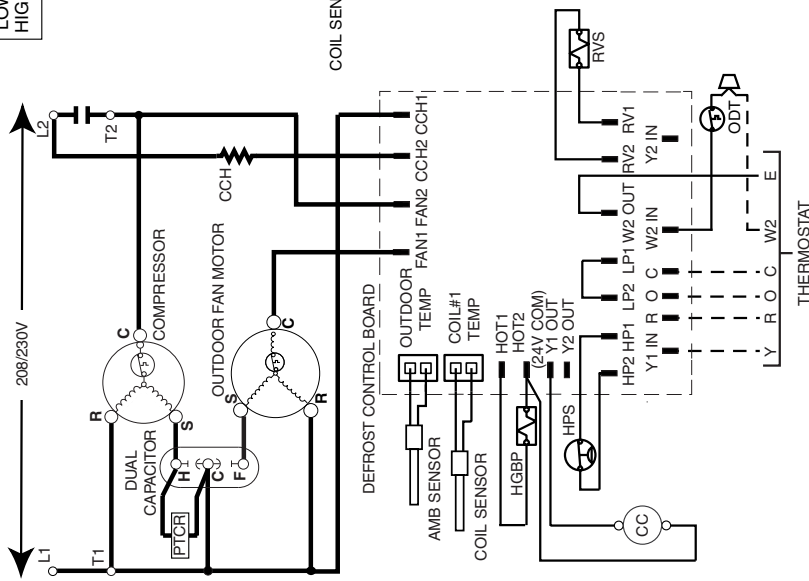 LOW
HIG
COIL SEN
208/230V
L1
L2
T1
T2
CCH
COMPRESSOR
C
R
S
OUTDOOR FAN MOTOR
C
S
R
DUAL
CAPACITOR
H
C
F
PTCR
DEFROST CONTROL BOARD
FAN1
FAN2
CCH2
CCH1
OUTDOOR
TEMP
AMB SENSOR
COIL#1
TEMP
COIL SENSOR
HOT1
HOT2
(24V COM)
Y1 OUT
Y2 OUT
HGBP
HPS
CC
HP2
HP1
LP2
LP1
W2 OUT
RV2
RV1
Y1 IN
R
O
C
W2 IN
Y2 IN
RVS
ODT
Y
R
O
C
W2
E
THERMOSTAT